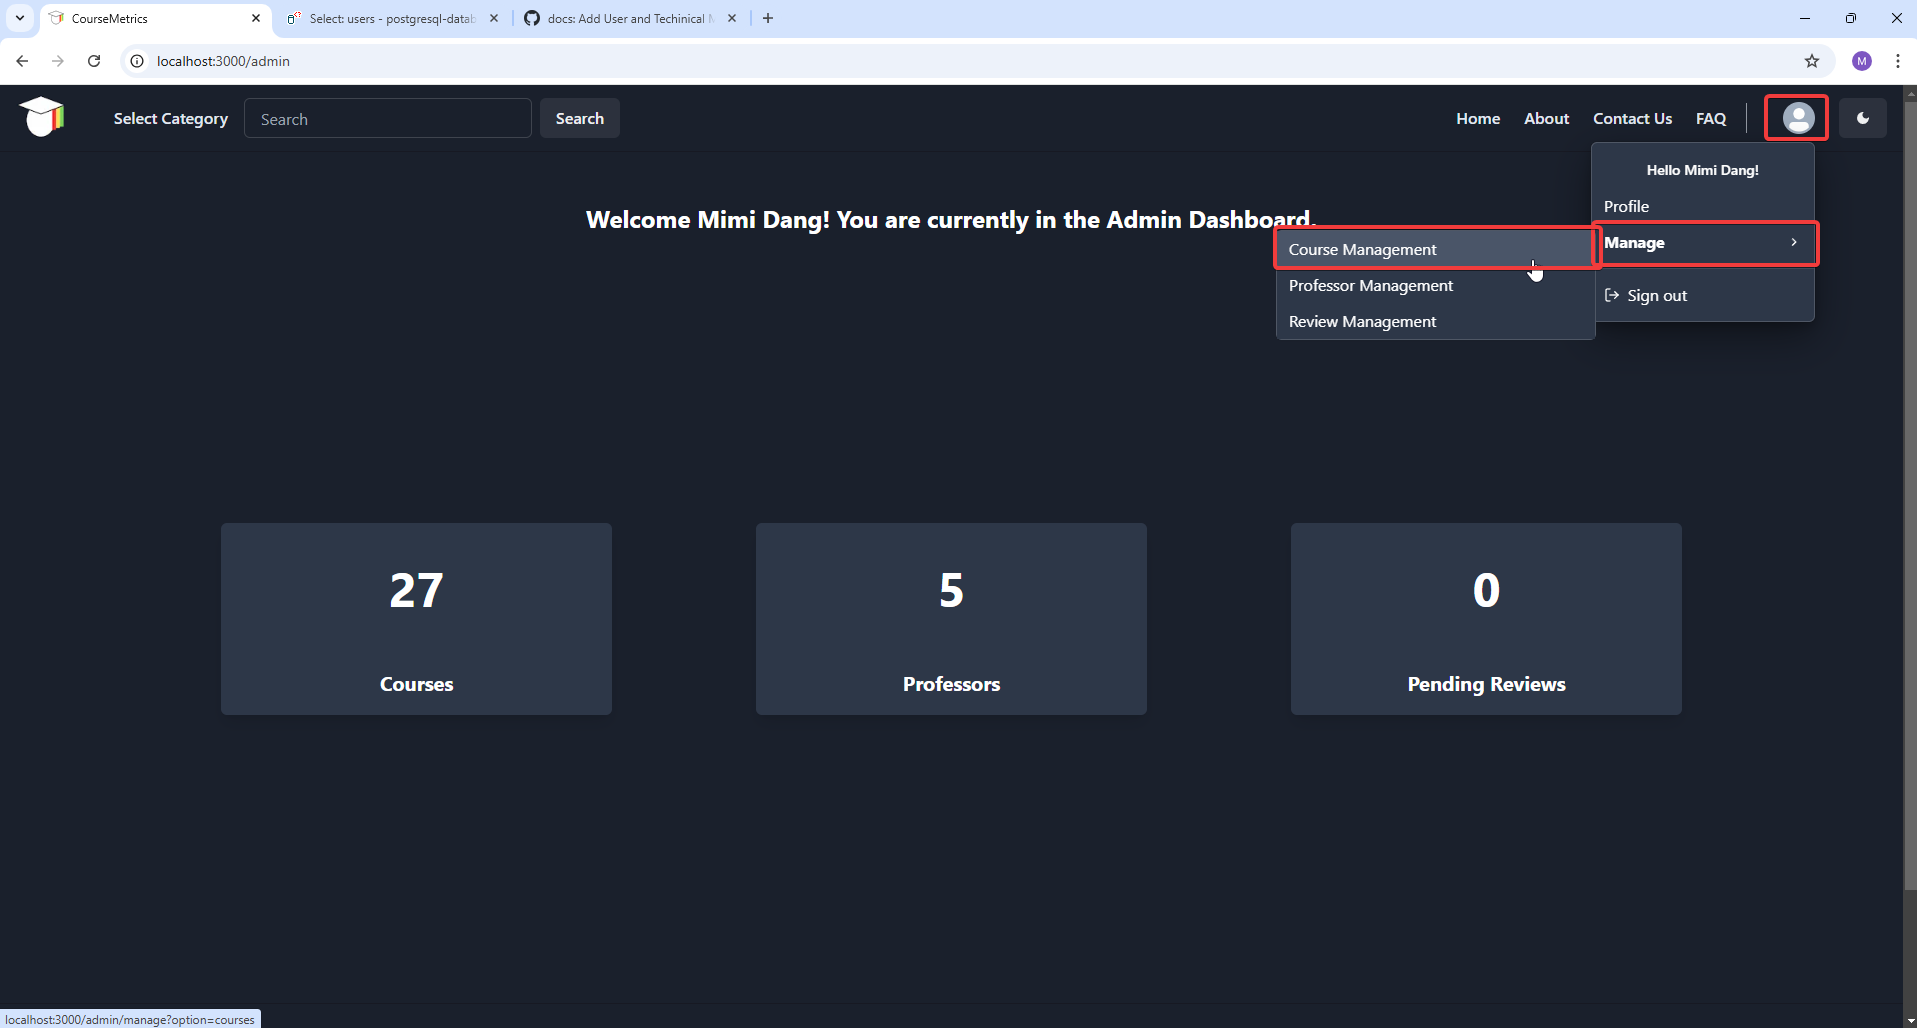 CourseMetrics
Select: users - postgresql-datab
docs: Add User and Techinical M
localhost:3000/admin
M
Select Category
Search
Search
Home
About
Contact Us
FAQ
Hello Mimi Dang!
Profile
Welcome Mimi Dang! You are currently in the Admin Dashboard.
Manage
Course Management
Professor Management
Review Management
Sign out
27
Courses
5
Professors
0
Pending Reviews
localhost:3000/admin/manage?option=courses